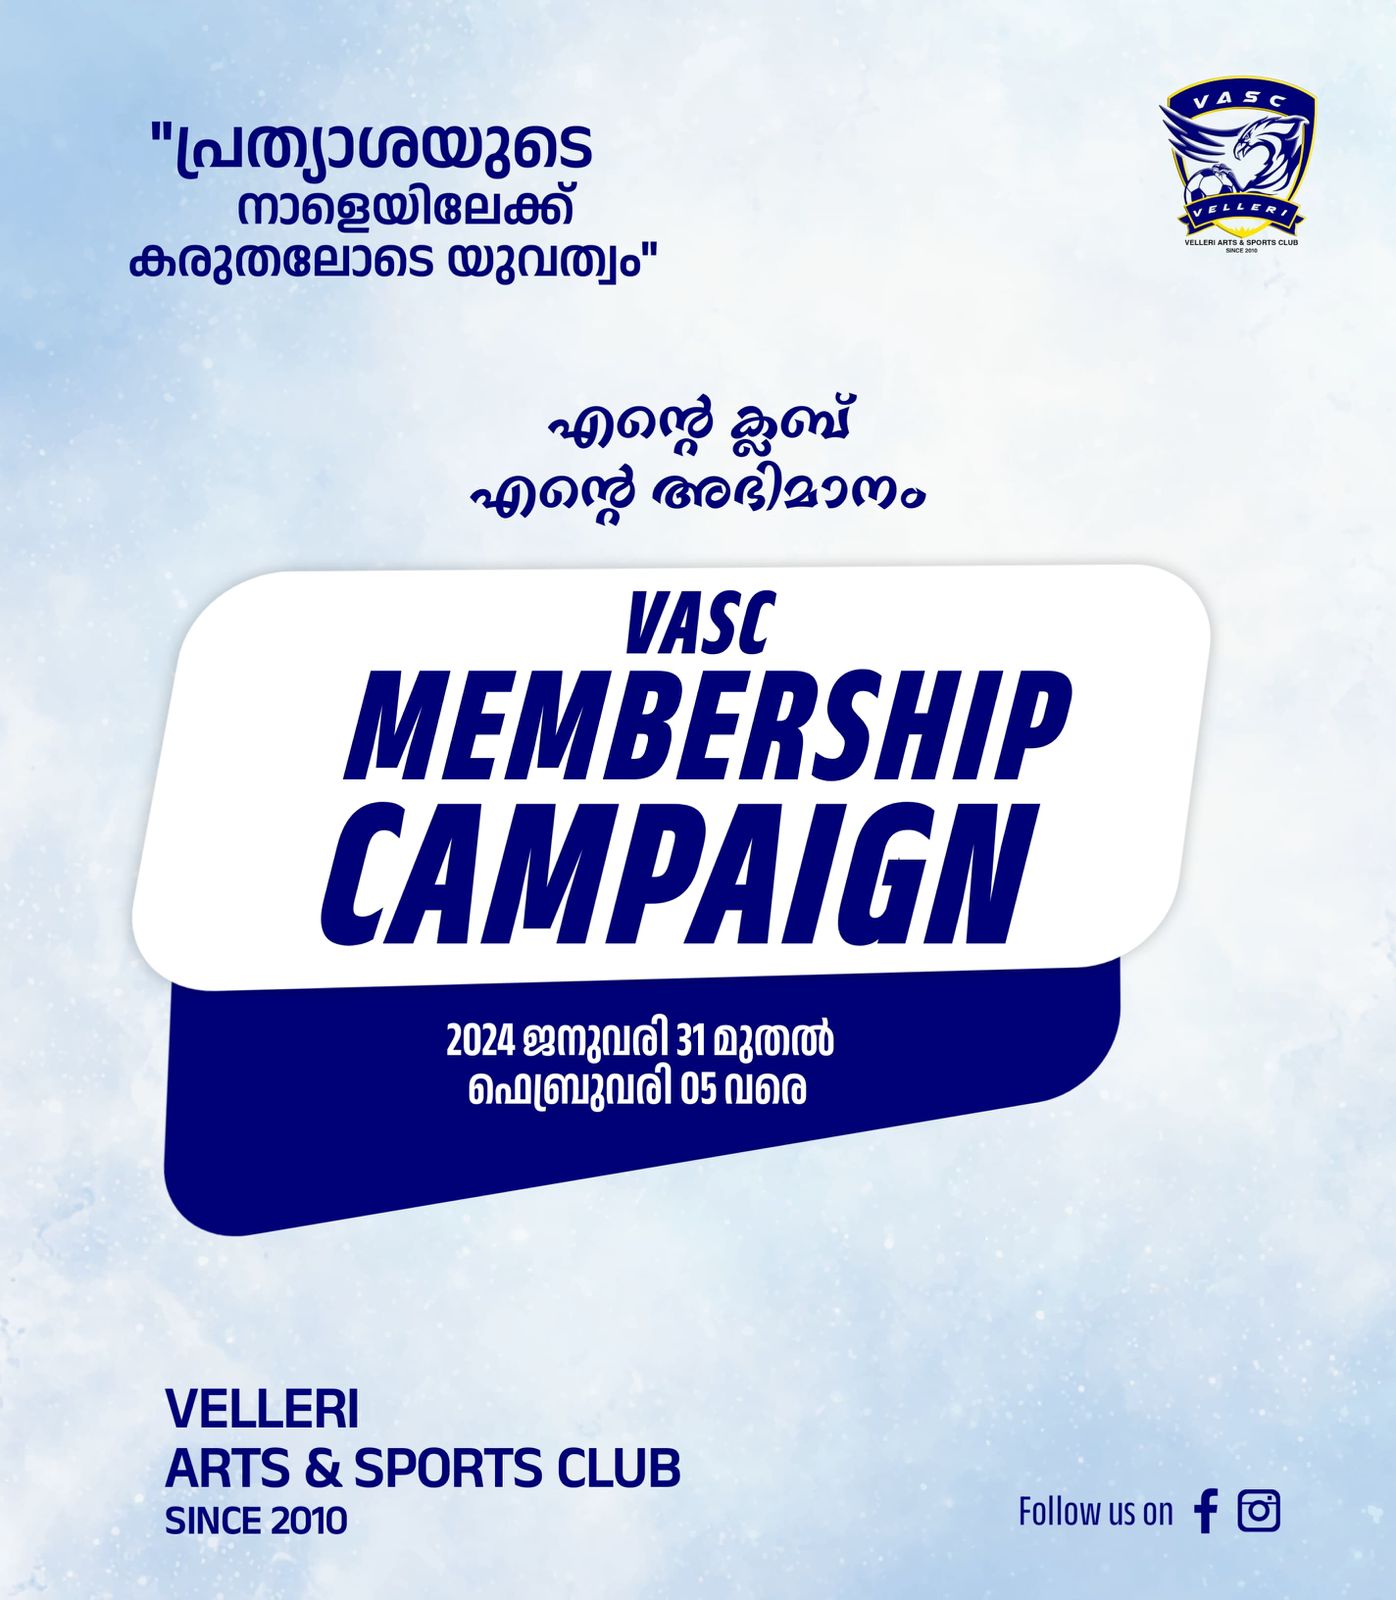 "പ്രത്യാശയുടെ
നാളെയിലേക്ക്
കരുതലോടെ യുവത്വം"
VASC
VELLERI
VELLERI ARTS & SPORTS CLUB
SINCE 2010
എന്റെ ക്ലബ്
എന്റെ അഭിമാനം
VASC
MEMBERSHIP
CAMPAIGN
2024 ജനുവരി 31 മുതൽ
ഫെബ്രുവരി 05 വരെ
VELLERI
ARTS & SPORTS CLUB
SINCE 2010
Follow us on